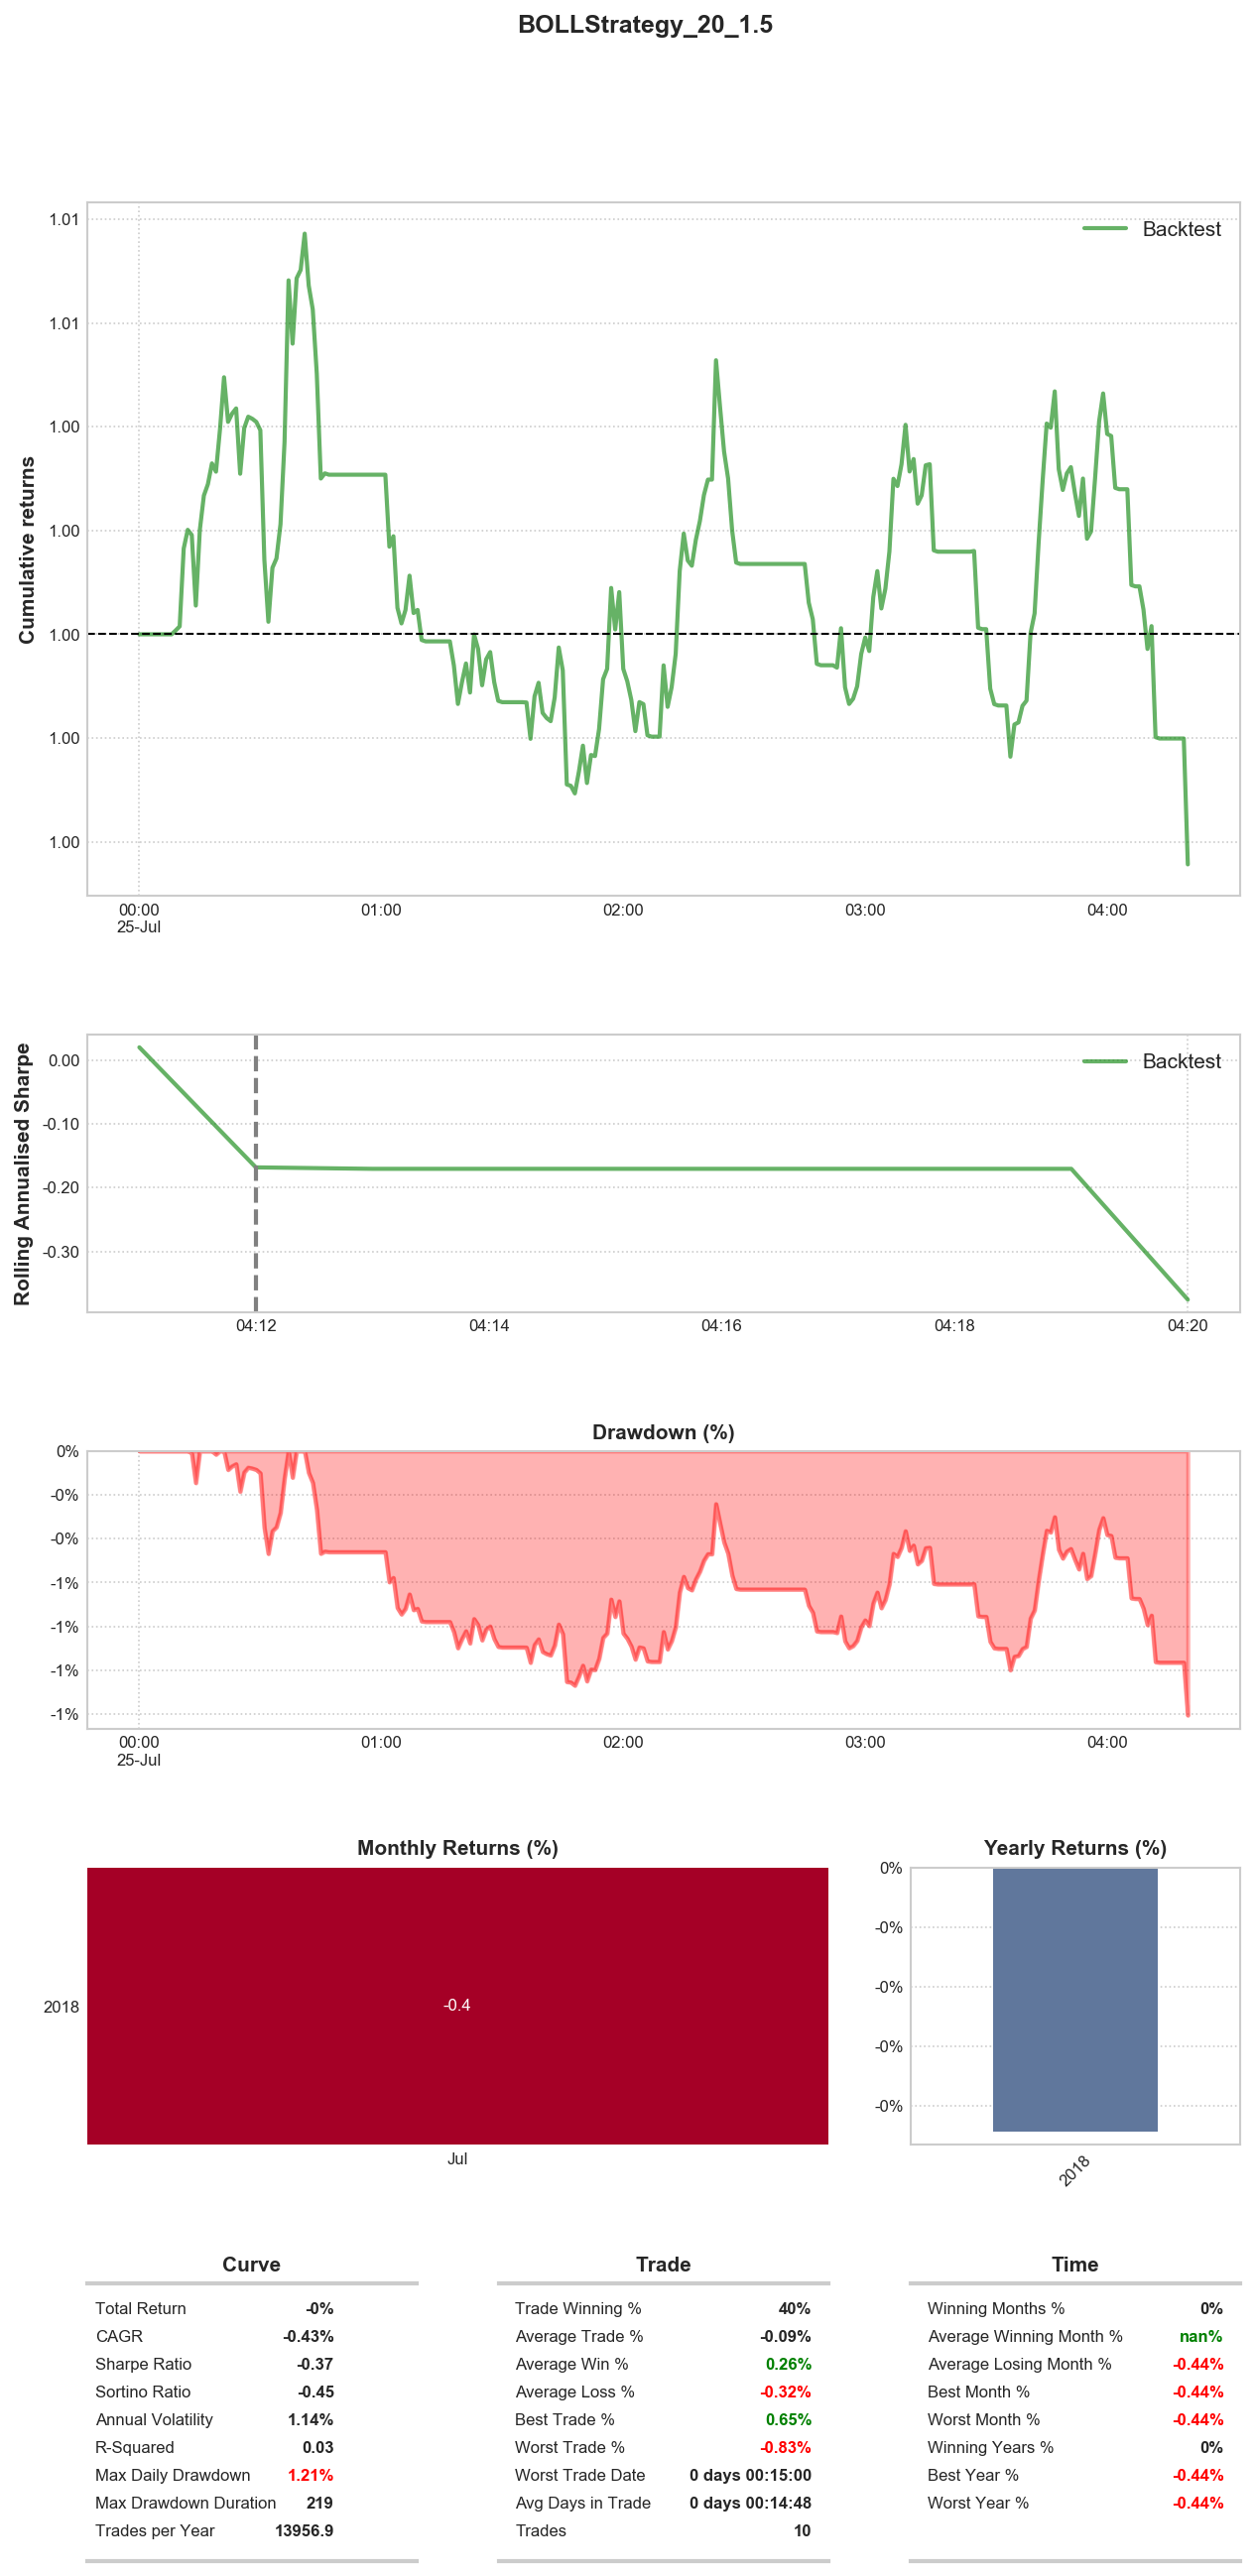 BOLLStrategy_20_1.5
Cumulative returns
1.01
1.01
1.00
1.00
1.00
1.00
1.00
Backtest
00:00 01:00 02:00 03:00 04:00
25-Jul
Rolling Annualised Sharpe
0.00
-0.10
-0.20
-0.30
Backtest
04:12 04:14 04:16 04:18 04:20
Drawdown (%)
0%
-0%
-0%
-1%
-1%
-1%
-1%
00:00 01:00 02:00 03:00 04:00
25-Jul
Monthly Returns (%)
2018
-0.4
Jul
Yearly Returns (%)
0%
-0%
-0%
-0%
-0%
2018
Curve
Total Return -0%
CAGR -0.43%
Sharpe Ratio -0.37
Sortino Ratio -0.45
Annual Volatility 1.14%
R-Squared 0.03
Max Daily Drawdown 1.21%
Max Drawdown Duration 219
Trades per Year 13956.9
Trade
Trade Winning % 40%
Average Trade % -0.09%
Average Win % 0.26%
Average Loss % -0.32%
Best Trade % 0.65%
Worst Trade % -0.83%
Worst Trade Date 0 days 00:15:00
Avg Days in Trade 0 days 00:14:48
Trades 10
Time
Winning Months % 0%
Average Winning Month % nan%
Average Losing Month % -0.44%
Best Month % -0.44%
Worst Month % -0.44%
Winning Years % 0%
Best Year % -0.44%
Worst Year % -0.44%